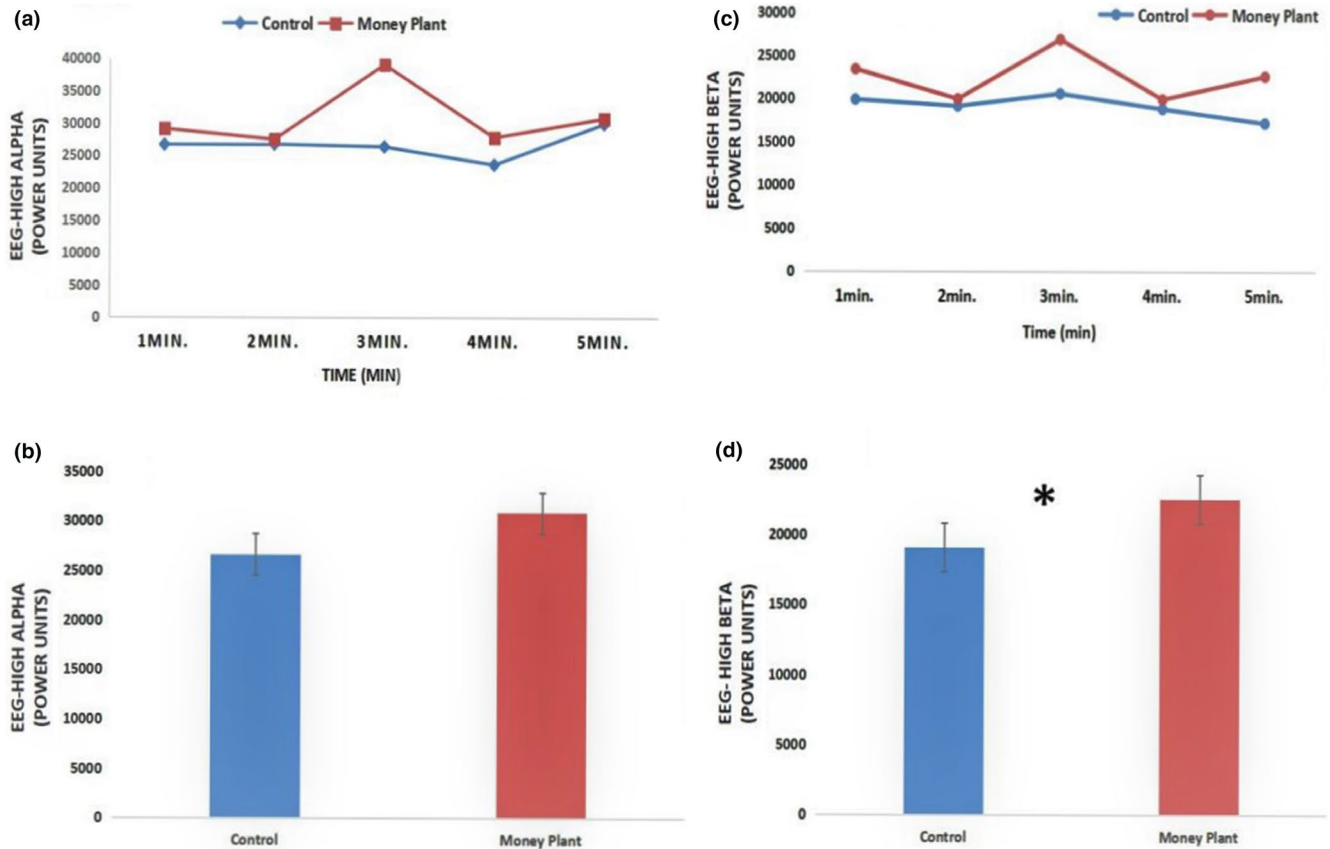 (a)
Control Money Plant
EEG-HIGH ALPHA
(POWER UNITS)
40000
35000
30000
25000
20000
15000
10000
5000
0
1MIN. 2MIN. 3MIN. 4MIN. 5MIN.
TIME (MIN)
(c)
Control Money Plant
EEG-HIGH BETA
(POWER UNITS)
30000
25000
20000
15000
10000
5000
0
1min. 2min. 3min. 4min. 5min.
Time (min)
(b)
EEG-HIGH ALPHA
(POWER UNITS)
35000
30000
25000
20000
15000
10000
5000
0
Control Money Plant
(d)
EEG- HIGH BETA
(POWER UNITS)
25000
20000
15000
10000
5000
0
*
Control Money Plant